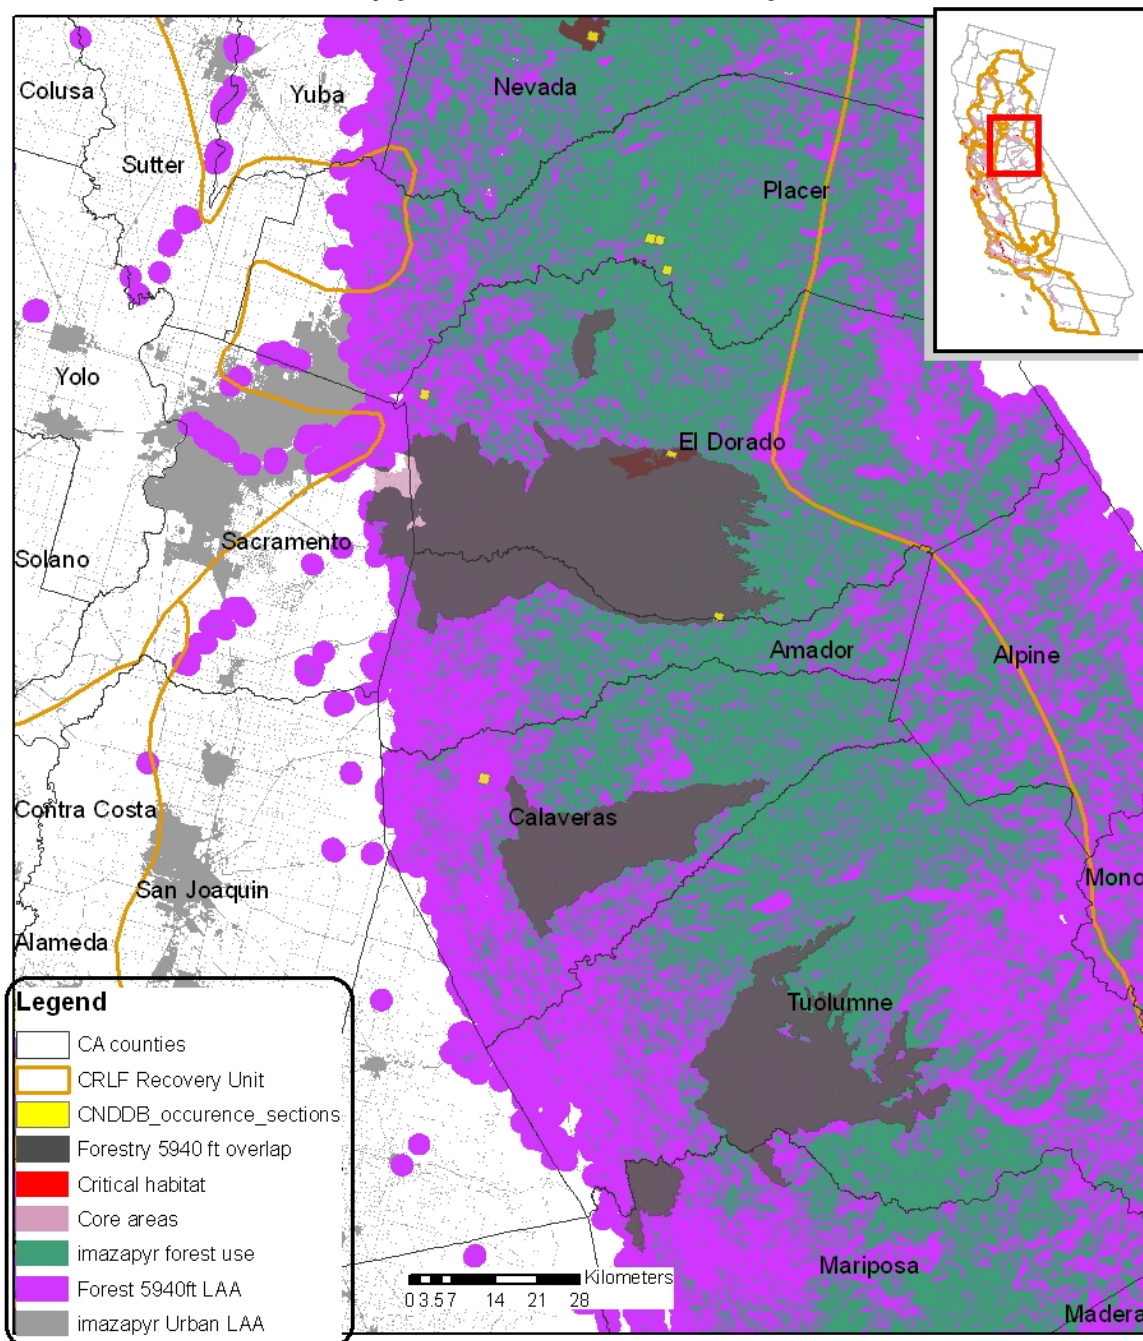 Nevada
Colusa
Yuba
Sutter
Placer
Yolo
El Dorado
Sacramento
Solano
Amador
Alpine
Contra Costa
Calaveras
Mono
San Joaquin
Alameda
Tuolumne
Legend
CA counties
CRLF Recovery Unit
CNDDB_occurence_sections
Forestry 5940 ft overlap
Critical habitat
Core areas
imazapyr forest use
Forest 5940ft LAA
imazapyr Urban LAA
Kilometers
0 3.5 7 14 21 28
Mariposa
Madera